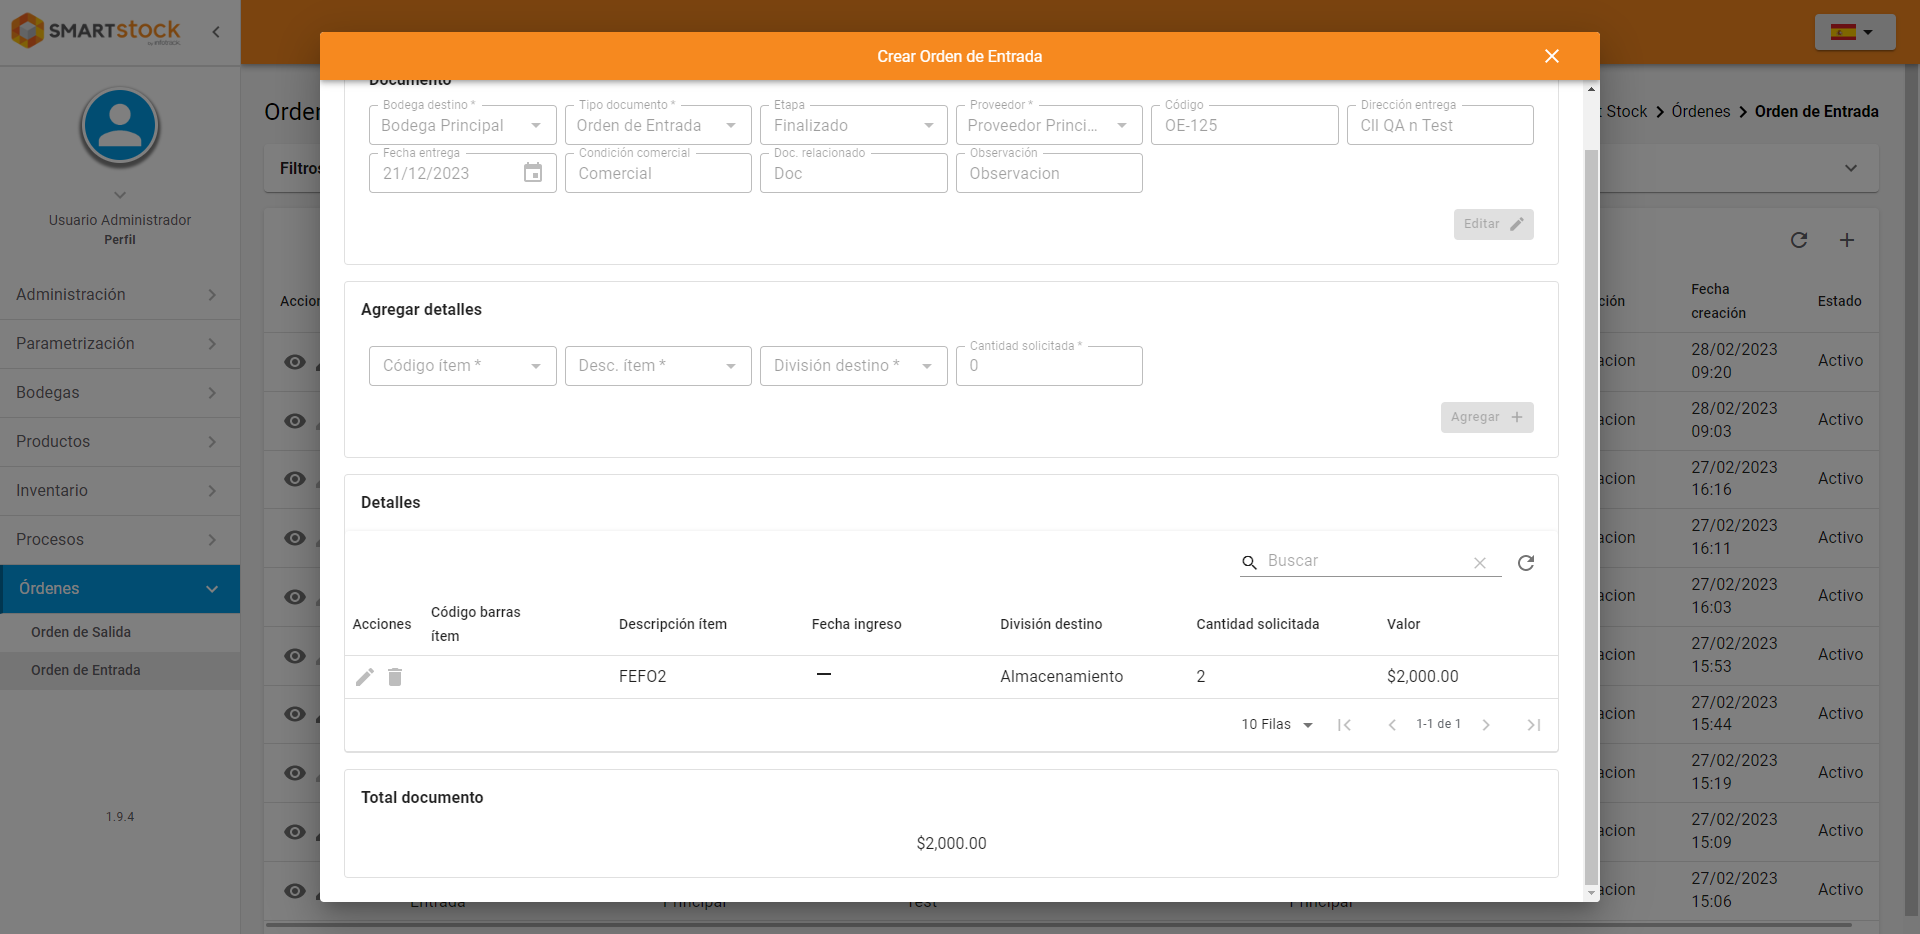 SMARTSTOCK
by infotrack
Usuario Administrador
Perfil
Administración
Parametrización
Bodegas
Productos
Inventario
Procesos
Órdenes
Orden de Salida
Orden de Entrada
1.9.4
Orden
Stock > Órdenes > Orden de Entrada
Filtros
Crear Orden de Entrada
Documento
Bodega destino *
Bodega Principal
Tipo documento *
Orden de Entrada
Etapa
Finalizado
Proveedor *
Proveedor Princi...
Código
OE-125
Dirección entrega
Cll QA n Test
Fecha entrega
21/12/2023
Condición comercial
Comercial
Doc. relacionado
Doc
Observación
Observacion
Editar
Agregar detalles
Código ítem *
Desc. ítem *
División destino *
Cantidad solicitada *
0
Agregar
Detalles
Buscar
Acciones
Código barras
ítem
Descripción ítem
Fecha ingreso
División destino
Cantidad solicitada
Valor
FEFO2
—
Almacenamiento
2
$2,000.00
10 Filas
1-1 de 1
Total documento
$2,000.00
Accion
ción
Fecha
creación
Estado
28/02/2023
09:20
Activo
acion
28/02/2023
09:03
Activo
acion
27/02/2023
16:16
Activo
acion
27/02/2023
16:11
Activo
acion
27/02/2023
16:03
Activo
acion
27/02/2023
15:53
Activo
acion
27/02/2023
15:44
Activo
acion
27/02/2023
15:19
Activo
acion
27/02/2023
15:09
Activo
acion
27/02/2023
15:06
Activo
Entrada
Principal
Test
Principal